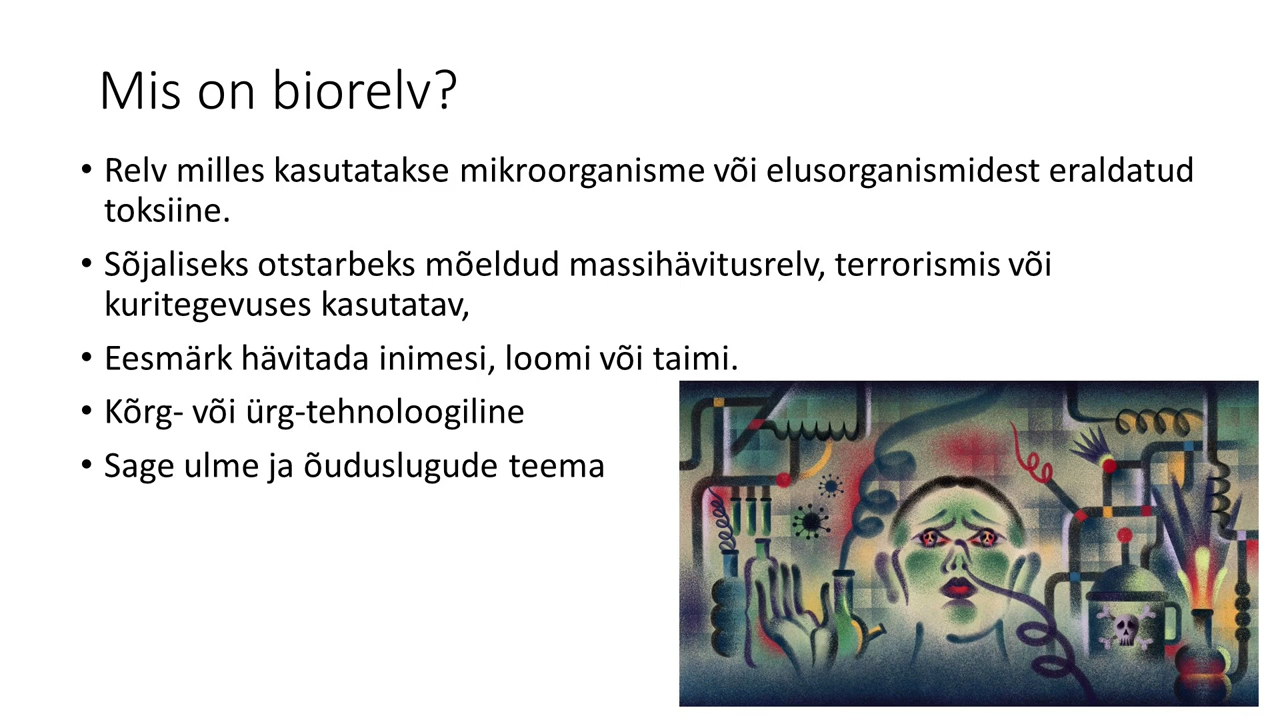 Mis on biorelv?
• Relv milles kasutatakse mikroorganisme või elusorganismidest eraldatud
toksiine.
• Sõjaliseks otstarbeks mõeldud massihävitusrelv, terrorismis või
kuritegevuses kasutatav,
• Eesmärk hävitada inimesi, loomi või taimi.
• Kõrg- või ürg-tehnoloogiline
• Sage ulme ja õuduslugude teema